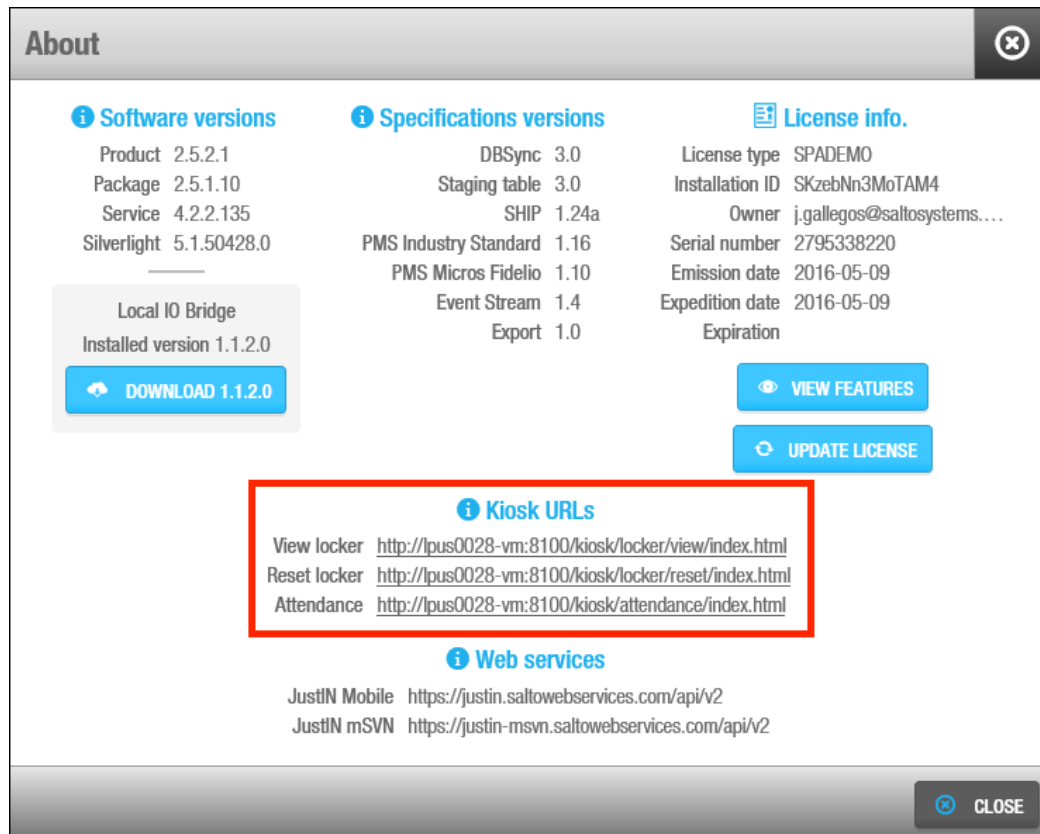 About
Software versions
Product 2.5.2.1
Package 2.5.1.10
Service 4.2.2.135
Silverlight 5.1.50428.0
Local IO Bridge
Installed version 1.1.2.0
DOWNLOAD 1.1.2.0
Specifications versions
DBSync 3.0
Staging table 3.0
SHIP 1.24a
PMS Industry Standard 1.16
PMS Micros Fidelio 1.10
Event Stream 1.4
Export 1.0
License info.
License type SPADEMO
Installation ID SKzebNn3MoTAM4
Owner j.gallegos@saltosystems....
Serial number 2795338220
Emission date 2016-05-09
Expedition date 2016-05-09
Expiration
VIEW FEATURES
UPDATE LICENSE
Kiosk URLs
View locker http://lpus0028-vm:8100/kiosk/locker/view/index.html
Reset locker http://lpus0028-vm:8100/kiosk/locker/reset/index.html
Attendance http://lpus0028-vm:8100/kiosk/attendance/index.html
Web services
JustIN Mobile https://justin.saltowebservices.com/api/v2
JustIN mSVN https://justin-msvn.saltowebservices.com/api/v2
CLOSE